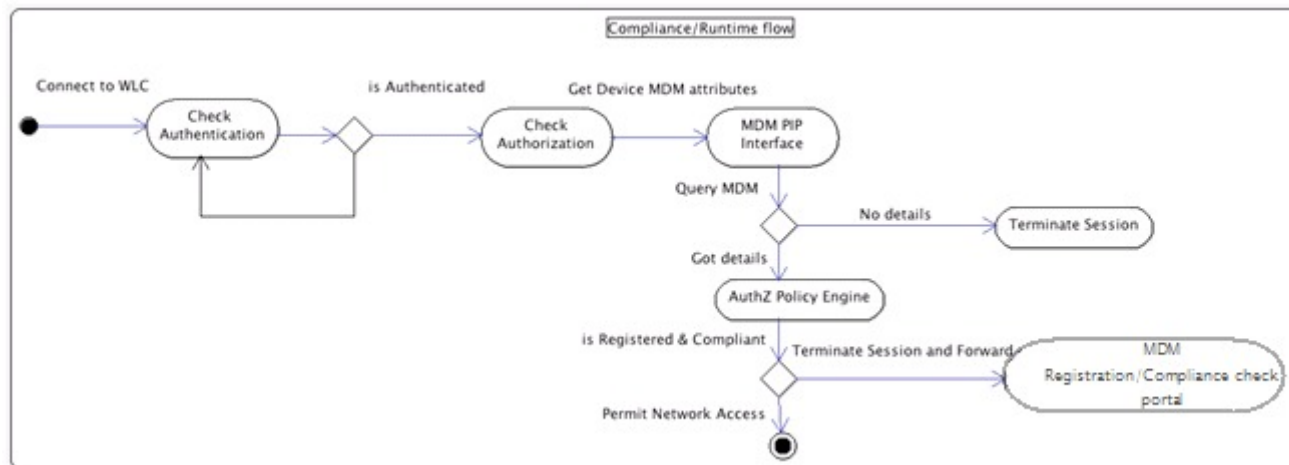 Compliance/Runtime flow
Connect to WLC
is Authenticated
Get Device MDM attributes
Check
Authentication
Check
Authorization
MDM PIP
Interface
Query MDM
No details
Terminate Session
Got details
AuthZ Policy Engine
is Registered & Compliant
Terminate Session and Forward
MDM
Registration/Compliance check
portal
Permit Network Access